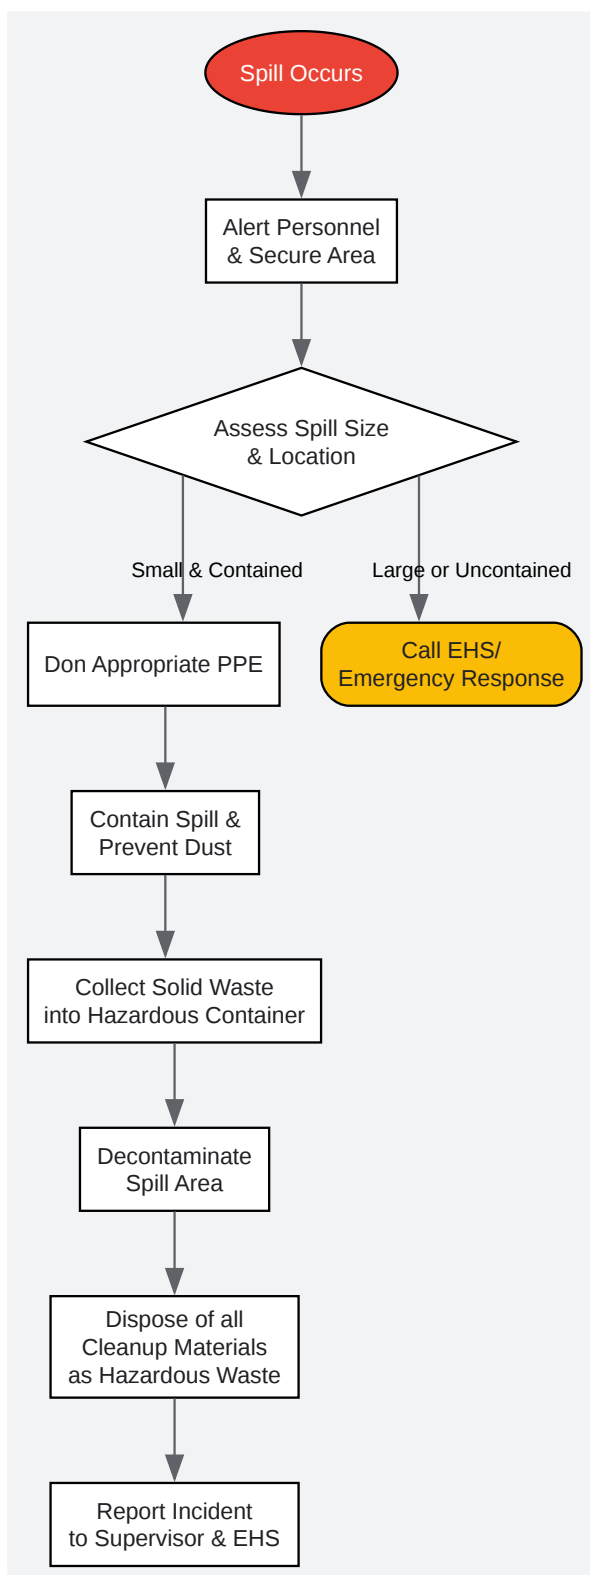 Spill Occurs
Alert Personnel
& Secure Area
Assess Spill Size
& Location
Small & Contained
Large or Uncontained
Don Appropriate PPE
Call EHS/
Emergency Response
Contain Spill &
Prevent Dust
Collect Solid Waste
into Hazardous Container
Decontaminate
Spill Area
Dispose of all
Cleanup Materials
as Hazardous Waste
Report Incident
to Supervisor & EHS